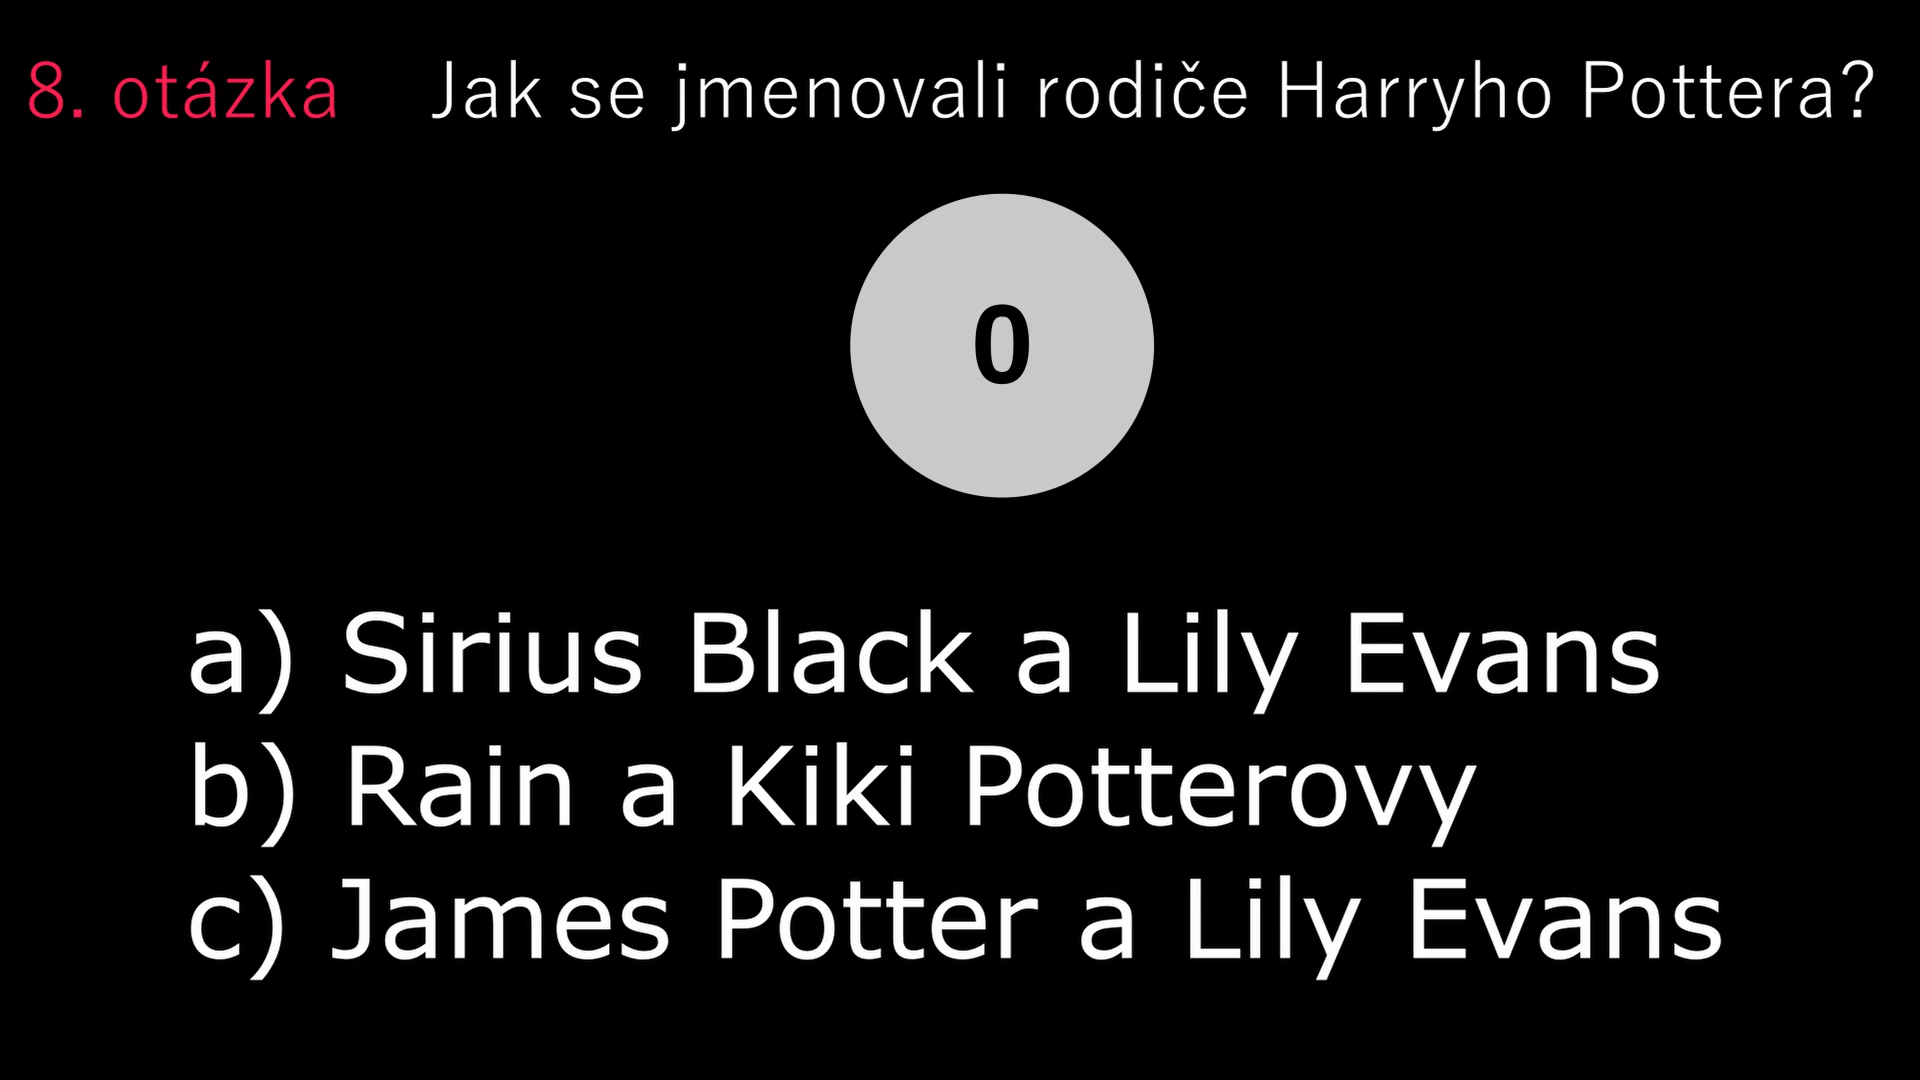 8. otázka Jak se jmenovali rodiče Harryho Pottera?
0
a) Sirius Black a Lily Evans
b) Rain a Kiki Potterovy
c) James Potter a Lily Evans